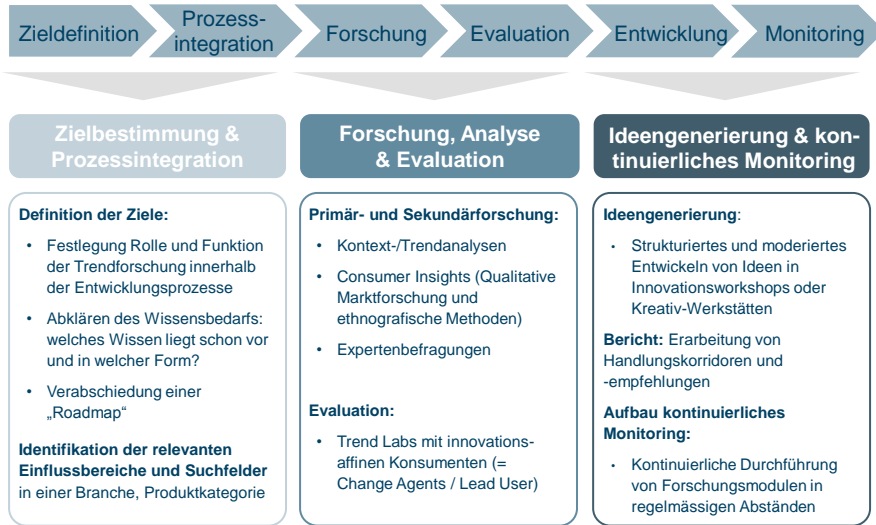 Zieldefinition
Prozess-
integration
Forschung
Evaluation
Entwicklung
Monitoring
Zielbestimmung &
Prozessintegration
Definition der Ziele:
• Festlegung Rolle und Funktion
der Trendforschung innerhalb
der Entwicklungsprozesse
• Abklären des Wissensbedarfs:
welches Wissen liegt schon vor
und in welcher Form?
• Verabschiedung einer
„Roadmap“
Identifikation der relevanten
Einflussbereiche und Suchfelder
in einer Branche, Produktkategorie
Forschung, Analyse
& Evaluation
Primär- und Sekundärforschung:
• Kontext-/Trendanalysen
• Consumer Insights (Qualitative
Marktforschung und
ethnografische Methoden)
• Expertenbefragungen
Evaluation:
• Trend Labs mit innovations-
affinen Konsumenten (=
Change Agents / Lead User)
Ideengenerierung & kon-
tinuierliches Monitoring
Ideengenerierung:
• Strukturiertes und moderiertes
Entwickeln von Ideen in
Innovationsworkshops oder
Kreativ-Werkstätten
Bericht: Erarbeitung von
Handlungskorridoren und
-empfehlungen
Aufbau kontinuierliches
Monitoring:
• Kontinuierliche Durchführung
von Forschungsmodulen in
regelmässigen Abständen